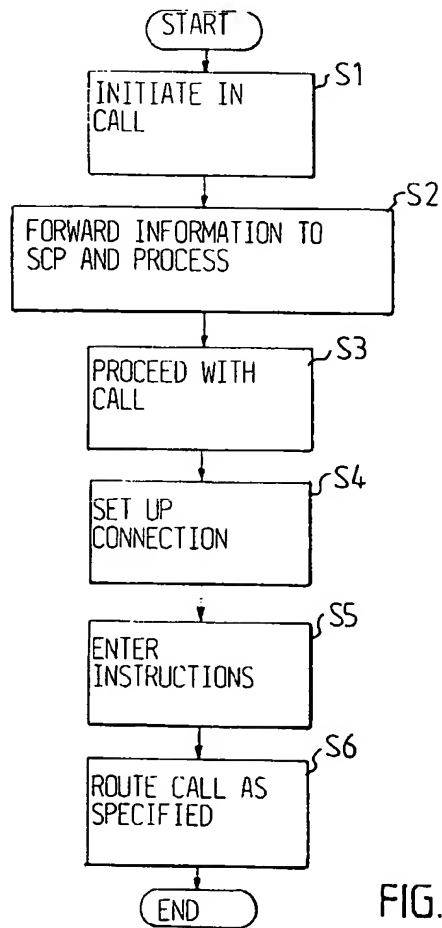 START
S1
INITIATE IN
CALL
S2
FORWARD INFORMATION TO
SCP AND PROCESS
S3
PROCEED WITH
CALL
S4
SET UP
CONNECTION
S5
ENTER
INSTRUCTIONS
S6
ROUTE CALL AS
SPECIFIED
END
FIG.